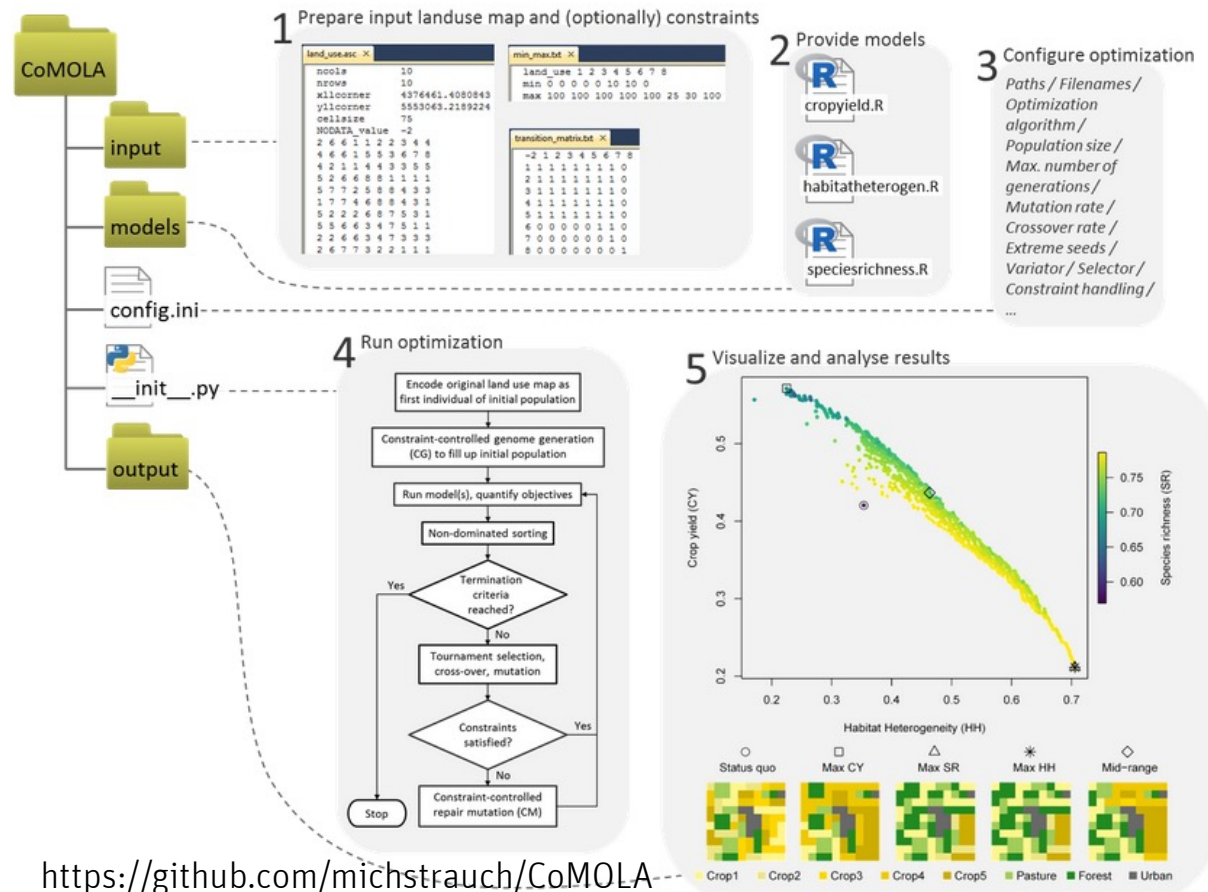 CoMOLA
input
models
config.ini
__init__.py
output
1 Prepare input landuse map and (optionally) constraints
land_use.asc ×
ncols 10
nrows 10
xllcorner 4376461.4080843
yllcorner 5553063.2189224
cellsize 75
NODATA_value -2
2 6 6 1 1 2 2 3 4 4
4 6 6 1 5 5 3 6 7 8
4 2 1 1 4 4 3 3 5 5
5 2 6 6 8 8 1 1 1 1
5 7 7 2 5 8 8 4 3 3
1 7 7 4 6 8 8 4 3 1
5 2 2 2 6 8 7 5 3 1
5 5 6 6 3 4 7 5 1 1
2 2 6 6 3 4 7 3 3 3
2 6 7 7 3 2 2 1 1 1
min_max.txt ×
land_use 1 2 3 4 5 6 7 8
min 0 0 0 0 0 10 10 0
max 100 100 100 100 100 25 30 100
transition_matrix.txt ×
-2 1 2 3 4 5 6 7 8
1 1 1 1 1 1 1 1 0
2 1 1 1 1 1 1 1 0
3 1 1 1 1 1 1 1 0
4 1 1 1 1 1 1 1 0
5 1 1 1 1 1 1 1 0
6 0 0 0 0 0 1 0 0
7 0 0 0 0 0 0 1 0
8 0 0 0 0 0 0 0 1
2 Provide models
R
cropyield.R
R
habitatheterogen.R
R
speciesrichness.R
3 Configure optimization
Paths / Filenames /
Optimization
algorithm /
Population size /
Max. number of
generations /
Mutation rate /
Crossover rate /
Extreme seeds /
Variator / Selector /
Constraint handling /
...
4 Run optimization
Encode original land use map as
first individual of initial population
Constraint-controlled genome generation
(CG) to fill up initial population
Run model(s), quantify objectives
Non-dominated sorting
Termination
criteria
reached?
Yes
No
Tournament selection,
cross-over, mutation
Constraints
satisfied?
Yes
No
Constraint-controlled
repair mutation (CM)
Stop
5 Visualize and analyse results
Crop yield (CY)
0.5
0.4
0.3
0.2
0.2 0.3 0.4 0.5 0.6 0.7
Habitat Heterogeneity (HH)
0.75
0.70
0.65
0.60
Species richness (SR)
Status quo Max CY Max SR Max HH Mid-range
Crop1 Crop2 Crop3 Crop4 Crop5 Pasture Forest Urban
https://github.com/michstrauch/CoMOLA